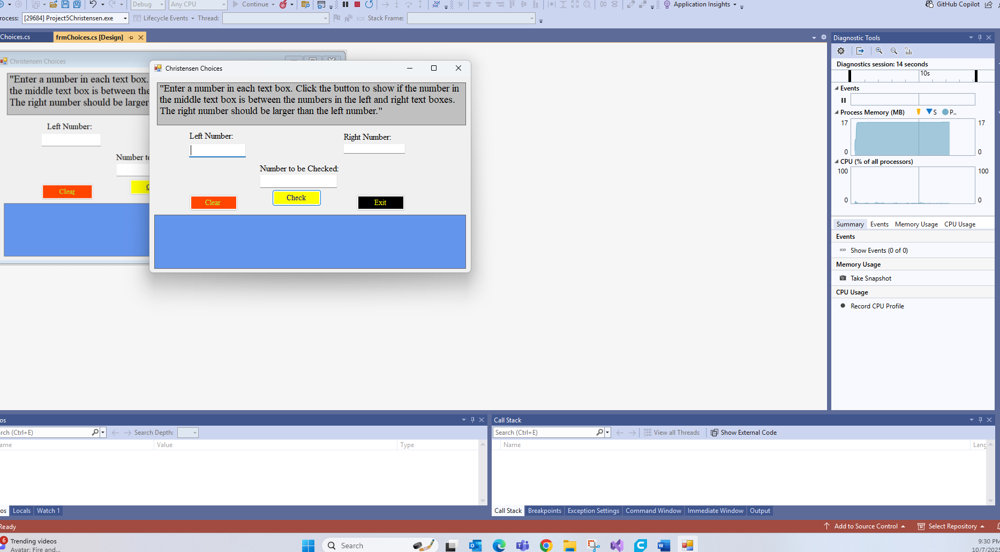 Debug
Any CPU
Continue
Application Insights
GitHub Copilot
rocess:
[29684] Project5Christensen.exe
Lifecycle Events
Thread:
Stack Frame:
Choices.cs
frmChoices.cs [Design]
Christensen Choices
"Enter a number in each text box.
the middle text box is between the
The right number should be larger
Left Number:
Number to
Clear
Christensen Choices
"Enter a number in each text box. Click the button to show if the number in
the middle text box is between the numbers in the left and right text boxes.
The right number should be larger than the left number."
Left Number:
Right Number:
Number to be Checked:
Check
Clear
Exit
Diagnostic Tools
Diagnostics session: 14 seconds
10s
Events
Process Memory (MB)
S
P..
17
17
0
0
CPU (% of all processors)
100
100
0
0
Summary
Events
Memory Usage
CPU Usage
Events
Show Events (0 of 0)
Memory Usage
Take Snapshot
CPU Usage
Record CPU Profile
os
rch (Ctrl+E)
Search Depth:
ame
Value
Type
os
Locals
Watch 1
Call Stack
Search (Ctrl+E)
View all Threads
Show External Code
Name
Lang
Call Stack
Breakpoints
Exception Settings
Command Window
Immediate Window
Output
Ready
Add to Source Control
Select Repository
6
Trending videos
Avatar: Fire and...
Search
9:30 PM
10/7/2025